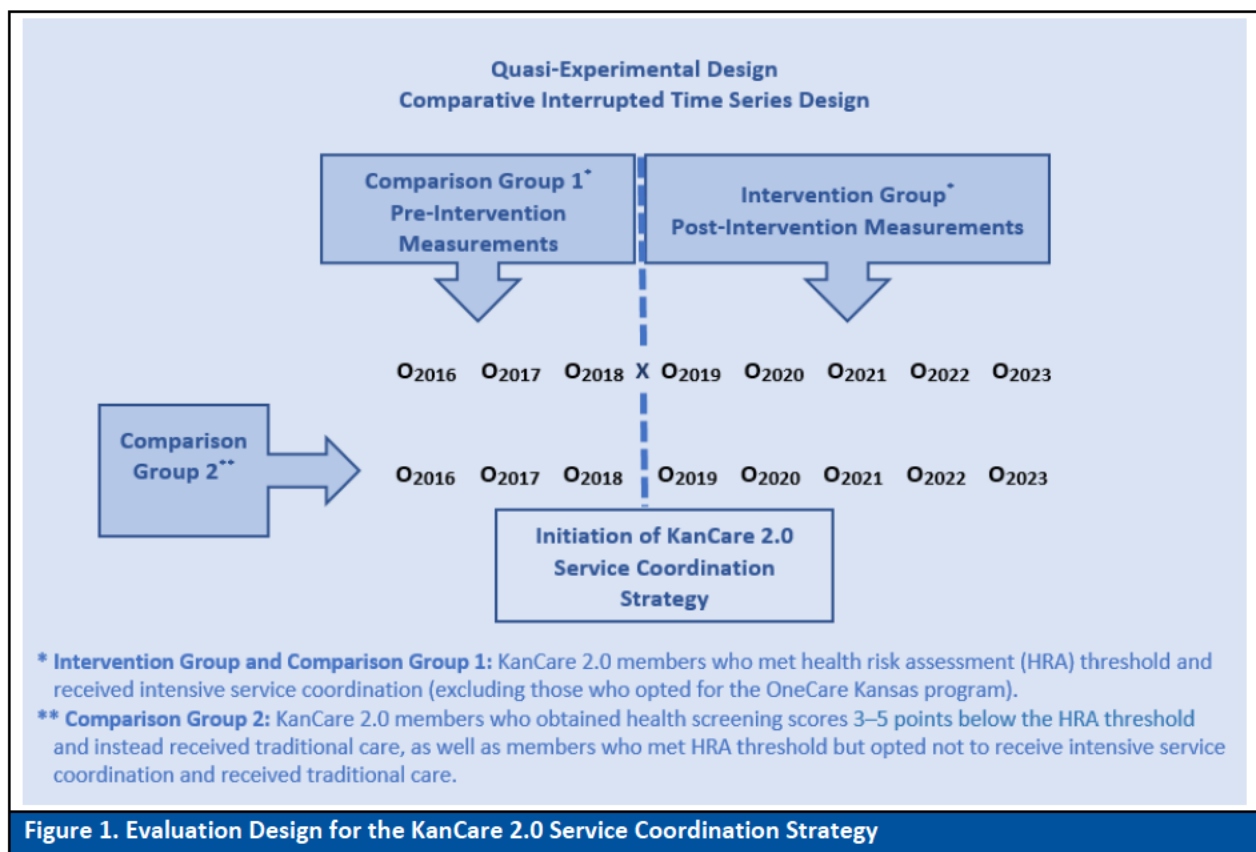 Quasi-Experimental Design
Comparative Interrupted Time Series Design
Comparison Group 1*
Pre-Intervention
Measurements
Intervention Group*
Post-Intervention Measurements
O2016 O2017 O2018 X O2019 O2020 O2021 O2022 O2023
Comparison
Group 2**
O2016 O2017 O2018 O2019 O2020 O2021 O2022 O2023
Initiation of KanCare 2.0
Service Coordination
Strategy
* Intervention Group and Comparison Group 1: KanCare 2.0 members who met health risk assessment (HRA) threshold and
received intensive service coordination (excluding those who opted for the OneCare Kansas program).
** Comparison Group 2: KanCare 2.0 members who obtained health screening scores 3–5 points below the HRA threshold
and instead received traditional care, as well as members who met HRA threshold but opted not to receive intensive service
coordination and received traditional care.
Figure 1. Evaluation Design for the KanCare 2.0 Service Coordination Strategy